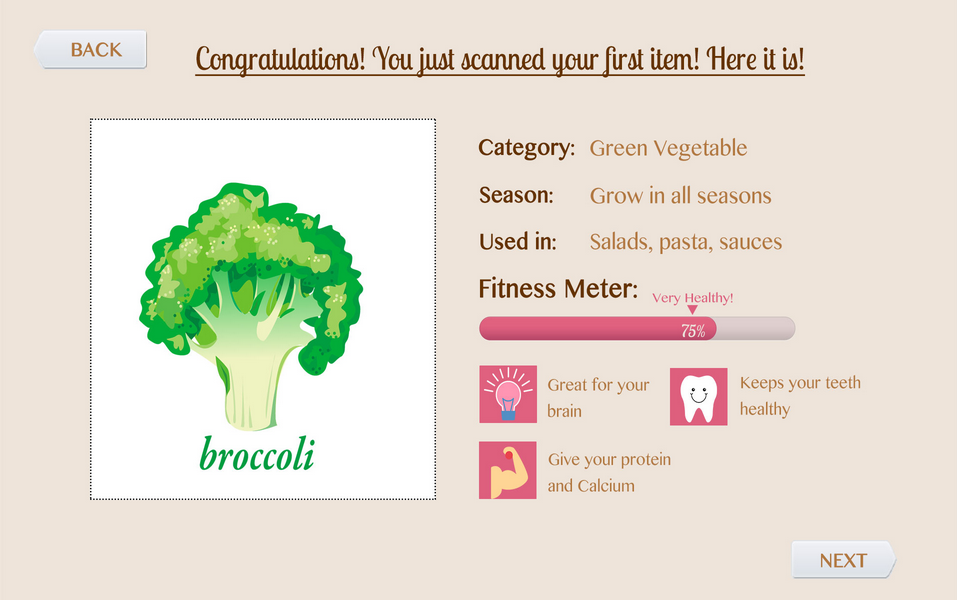 BACK
Congratulations! You just scanned your first item! Here it is!
Category: Green Vegetable
Season: Grow in all seasons
Used in: Salads, pasta, sauces
Fitness Meter:
Very Healthy!
75%
Great for your
brain
Keeps your teeth
healthy
Give your protein
and Calcium
broccoli
NEXT